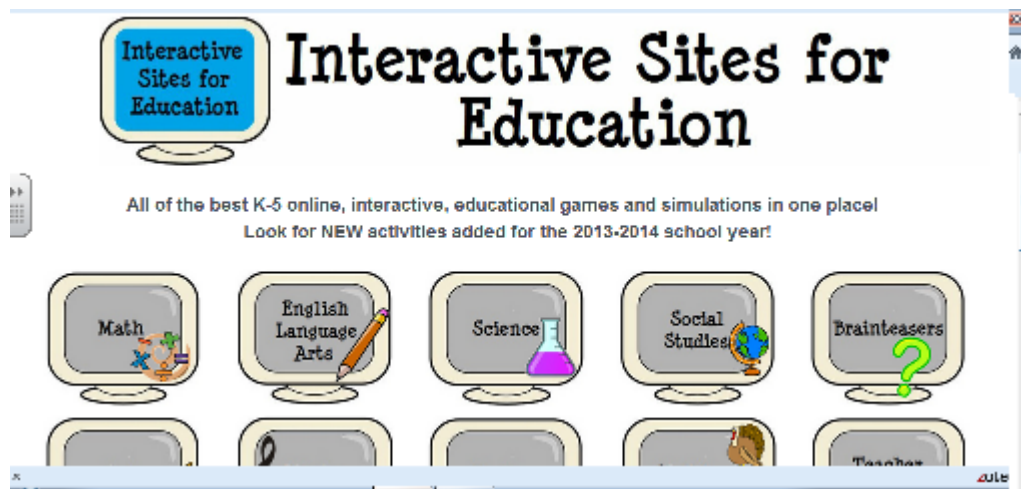 Interactive
Sites for
Education
Interactive Sites for
Education
All of the best K-5 online, interactive, educational games and simulations in one place!
Look for NEW activities added for the 2013-2014 school year!
Math
English
Language
Arts
Science
Social
Studies
Brainteasers
Teacher